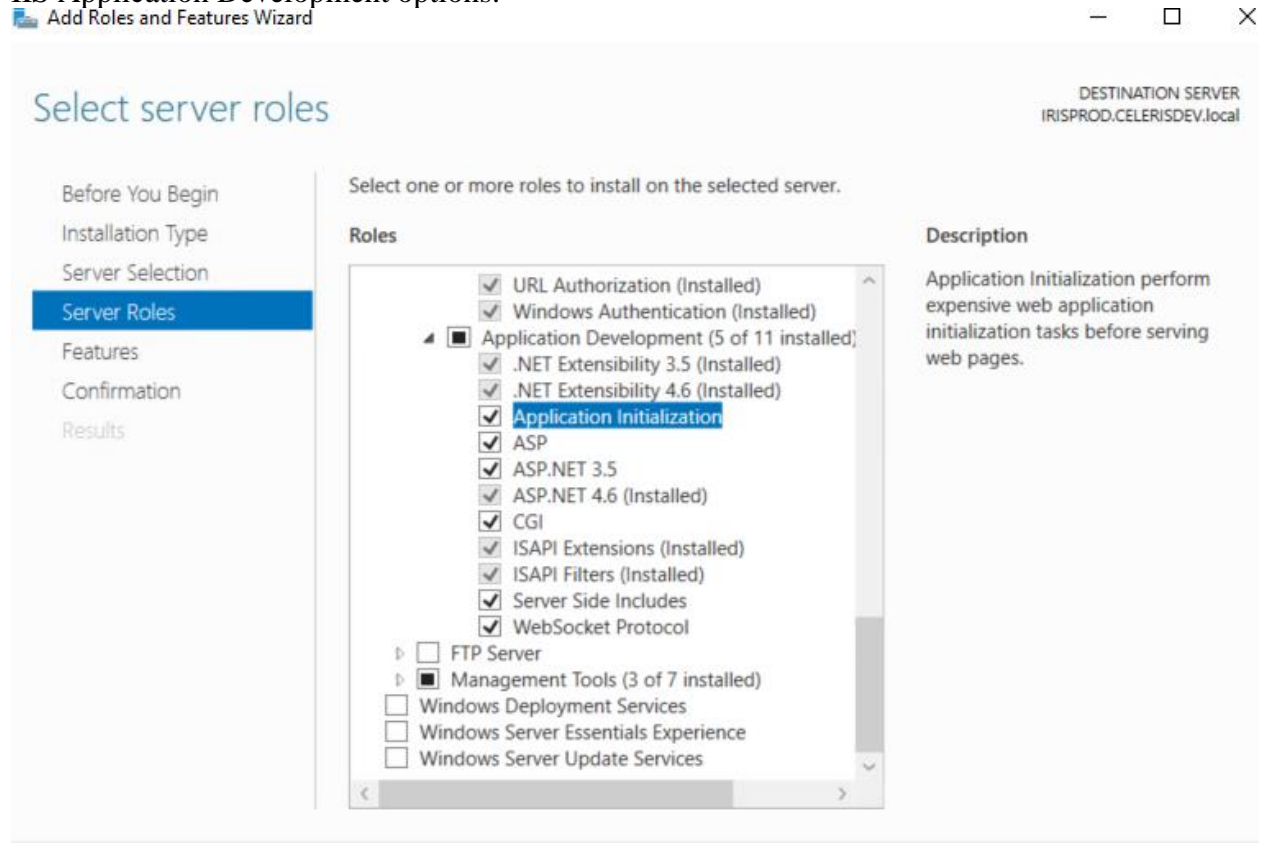 IIS Application Development options.
Add Roles and Features Wizard
Select server roles
DESTINATION SERVER
IRISPROD.CELERISDEV.local
Before You Begin
Installation Type
Server Selection
Server Roles
Features
Confirmation
Results
Select one or more roles to install on the selected server.
Roles
URL Authorization (Installed)
Windows Authentication (Installed)
Application Development (5 of 11 installed)
.NET Extensibility 3.5 (Installed)
.NET Extensibility 4.6 (Installed)
Application Initialization
ASP
ASP.NET 3.5
ASP.NET 4.6 (Installed)
CGI
ISAPI Extensions (Installed)
ISAPI Filters (Installed)
Server Side Includes
WebSocket Protocol
FTP Server
Management Tools (3 of 7 installed)
Windows Deployment Services
Windows Server Essentials Experience
Windows Server Update Services
Description
Application Initialization perform
expensive web application
initialization tasks before serving
web pages.